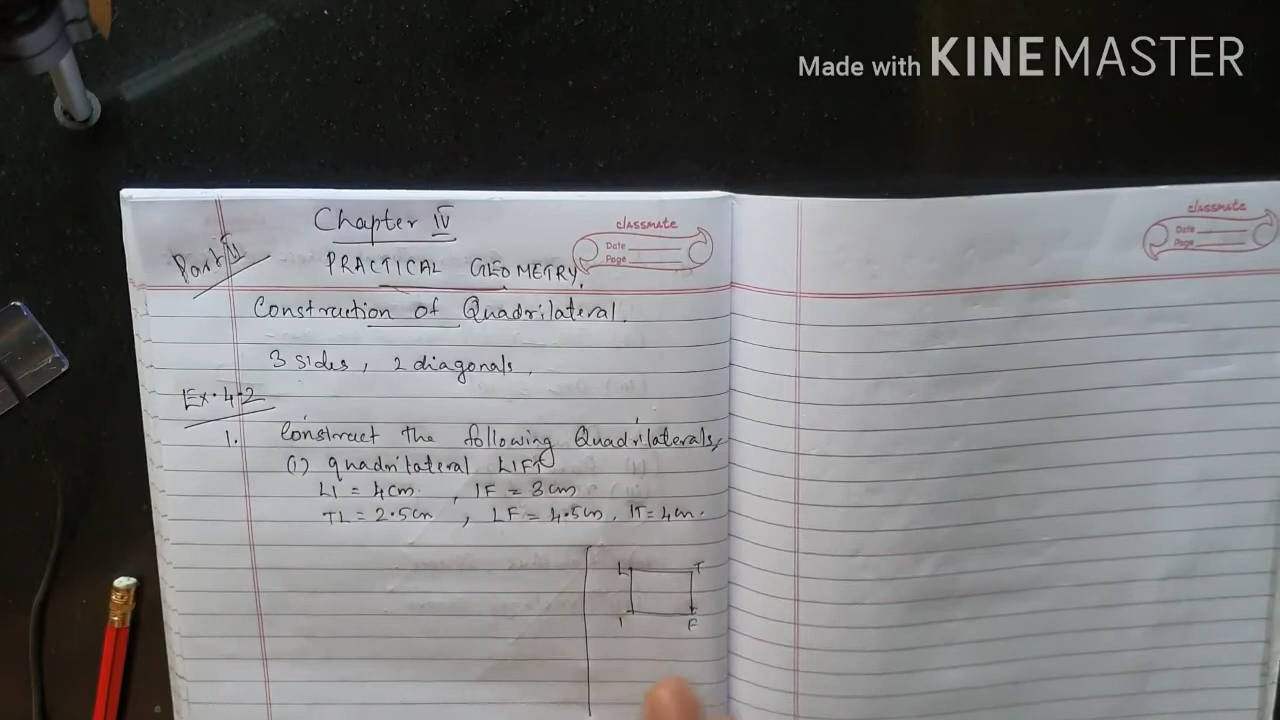 Made with KINEMASTER
Chapter IV
classmate
Date
Page
Part
PRACTICAL GEOMETRY.
Construction of Quadrilateral.
3 sides, 2 diagonals,
Ex. 4.2
1. Construct the following Quadrilaterals,
(i) quadrilateral LIFT
LI = 4cm, IF = 3cm
TL = 2.5cm, LF = 4.5cm, IT = 4cm.
L T
I F
classmate
Date
Page